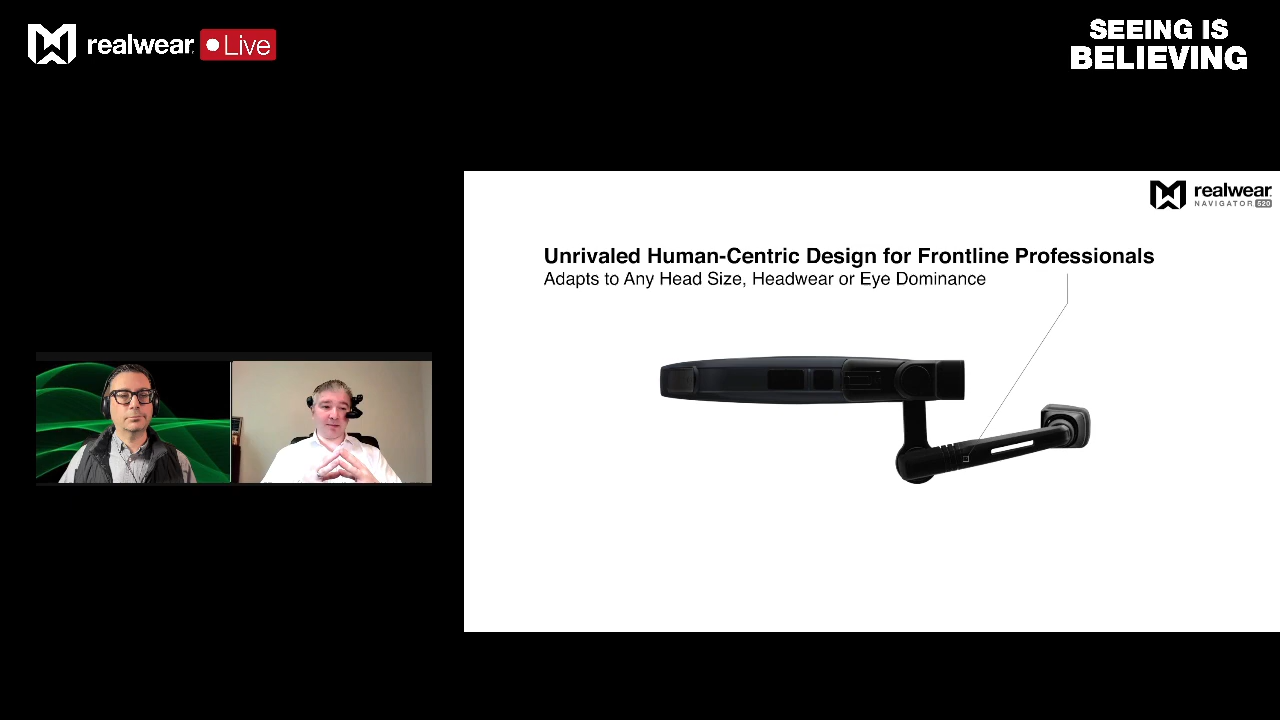 realwear
Live
SEEING IS
BELIEVING
realwear
NAVIGATOR 520
Unrivaled Human-Centric Design for Frontline Professionals
Adapts to Any Head Size, Headwear or Eye Dominance